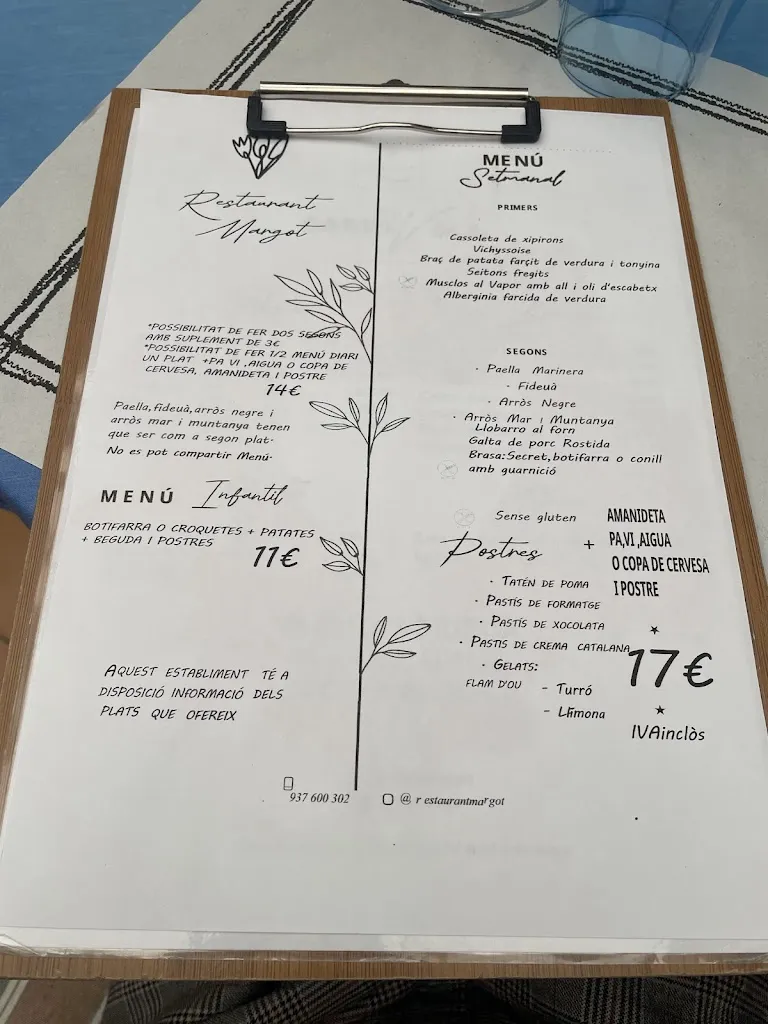 Restaurant
Margot
*POSSIBILITAT DE FER DOS SEGONS
AMB SUPLEMENT DE 3€
*POSSIBILITAT DE FER 1/2 MENÚ DIARI
UN PLAT +PA VI ,AIGUA O COPA DE
CERVESA, AMANIDETA I POSTRE
14€
Paella, fideuà, arròs negre i
arròs mar i muntanya tenen
que ser com a segon plat.
No es pot compartir Menú.
MENÚ Infantil
BOTIFARRA O CROQUETES + PATATES
+ BEGUDA I POSTRES
11€
AQUEST ESTABLIMENT TÉ A
DISPOSICIÓ INFORMACIÓ DELS
PLATS QUE OFEREIX
937 600 302
MENÚ
Setmanal
PRIMERS
Cassoleta de xipirons
Vichyssoise
Braç de patata farçit de verdura i tonyina
Seitons fregits
Musclos al Vapor amb all i oli d'escabetx
Alberginia farcida de verdura
SEGONS
· Paella Marinera
· Fideuà
· Arròs Negre
· Arròs Mar i Muntanya
Llobarro al forn
Galta de porc Rostida
Brasa:Secret,botifarra o conill
amb guarnició
Sense gluten
Postres
· TATÉN DE POMA
· PASTÍS DE FORMATGE
· PASTÍS DE XOCOLATA
· PASTIS DE CREMA CATALANA
· GELATS:
FLAM D'OU
- Turró
- Llimona
+
AMANIDETA
PA,VI ,AIGUA
O COPA DE CERVESA
I POSTRE
17€
IVAinclòs
@ restaurantmargot